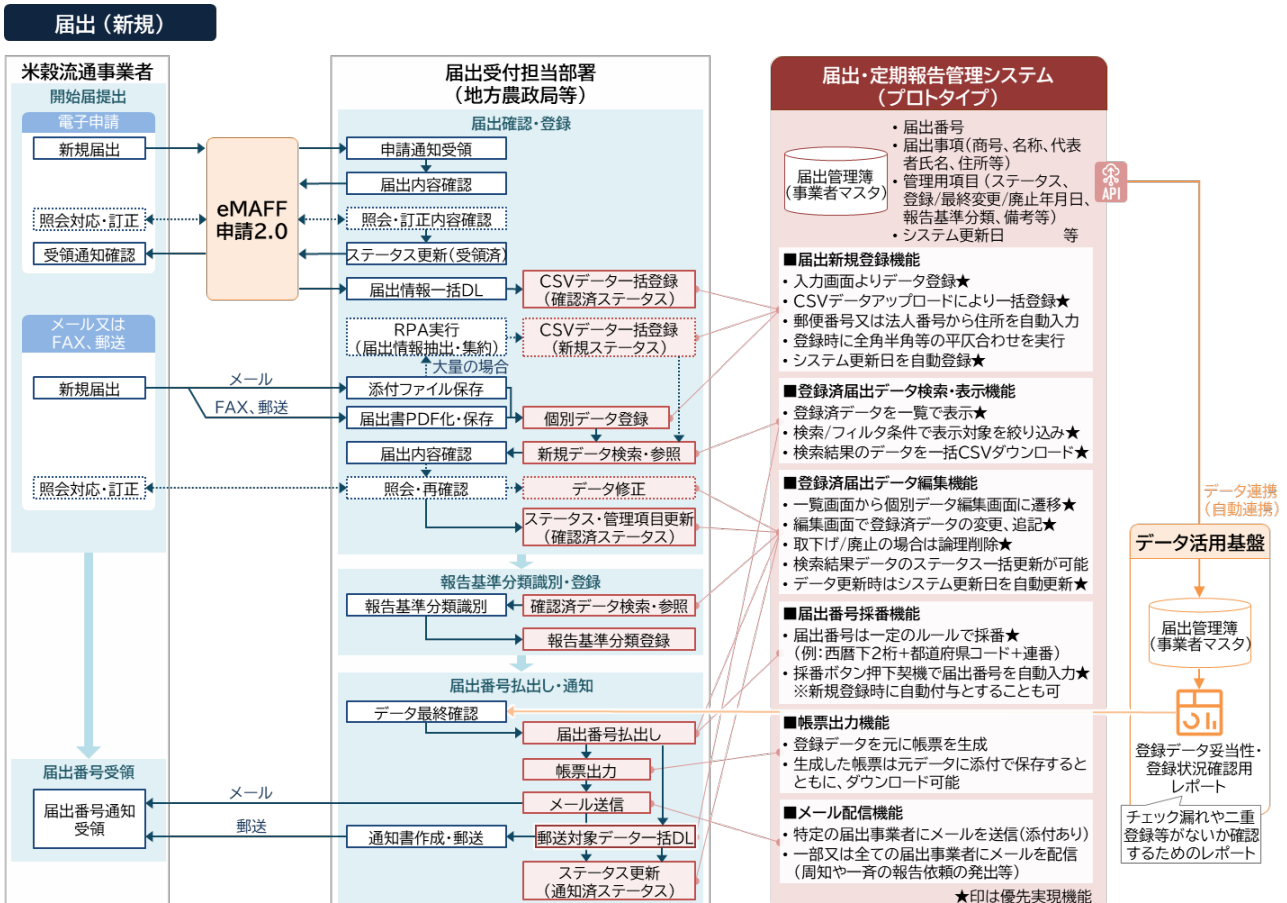 届出（新規）
米穀流通事業者
開始届提出
電子申請
新規届出
照会対応・訂正
受領通知確認
メール又は
FAX、郵送
新規届出
メール
FAX、郵送
照会対応・訂正
届出番号受領
届出番号通知
受領
メール
郵送
eMAFF
申請2.0
届出受付担当部署
（地方農政局等）
届出確認・登録
申請通知受領
届出内容確認
照会・訂正内容確認
ステータス更新(受領済)
届出情報一括DL
CSVデータ一括登録
(確認済ステータス)
RPA実行
(届出情報抽出・集約)
CSVデータ一括登録
(新規ステータス)
大量の場合
添付ファイル保存
届出書PDF化・保存
個別データ登録
届出内容確認
新規データ検索・参照
照会・再確認
データ修正
ステータス・管理項目更新
(確認済ステータス)
報告基準分類識別・登録
報告基準分類識別
確認済データ検索・参照
報告基準分類登録
届出番号払出し・通知
データ最終確認
届出番号払出し
帳票出力
メール送信
通知書作成・郵送
郵送対象データ一括DL
ステータス更新
(通知済ステータス)
届出・定期報告管理システム
（プロトタイプ）
届出管理簿
(事業者マスタ)
・届出番号
・届出事項(商号、名称、代表
者氏名、住所等)
・管理用項目（ステータス、
登録/最終変更/廃止年月日、
報告基準分類、備考等)
・システム更新日　　　等
API
■届出新規登録機能
・入力画面よりデータ登録★
・CSVデータアップロードにより一括登録★
・郵便番号又は法人番号から住所を自動入力
・登録時に全角半角等の平仄合わせを実行
・システム更新日を自動登録★
■登録済届出データ検索・表示機能
・登録済データを一覧で表示★
・検索/フィルタ条件で表示対象を絞り込み★
・検索結果のデータを一括CSVダウンロード★
■登録済届出データ編集機能
・一覧画面から個別データ編集画面に遷移★
・編集画面で登録済データの変更、追記★
・取下げ/廃止の場合は論理削除★
・検索結果データのステータス一括更新が可能
・データ更新時はシステム更新日を自動更新★
■届出番号採番機能
・届出番号は一定のルールで採番★
(例:西暦下2桁＋都道府県コード＋連番)
・採番ボタン押下契機で届出番号を自動入力★
※新規登録時に自動付与とすることも可
■帳票出力機能
・登録データを元に帳票を生成
・生成した帳票は元データに添付で保存すると
ともに、ダウンロード可能
■メール配信機能
・特定の届出事業者にメールを送信(添付あり)
・一部又は全ての届出事業者にメールを配信
(周知や一斉の報告依頼の発出等)
★印は優先実現機能
データ連携
(自動連携)
データ活用基盤
届出管理簿
(事業者マスタ)
登録データ妥当性・
登録状況確認用
レポート
チェック漏れや二重
登録等がないか確認
するためのレポート